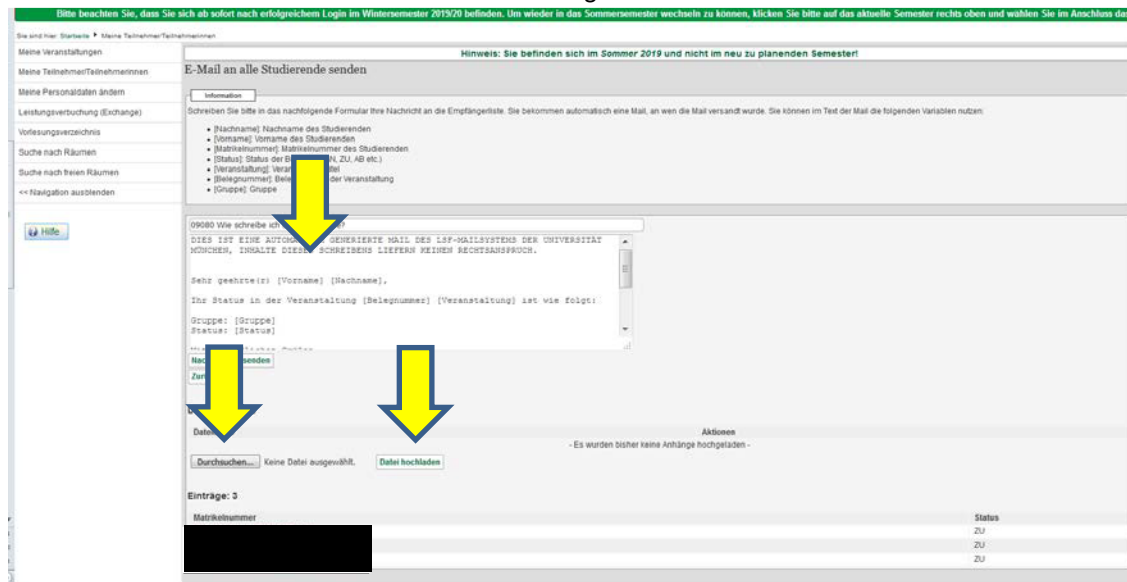 Bitte beachten Sie, dass Sie sich ab sofort nach erfolgreichem Login im Wintersemester 2019/20 befinden. Um wieder in das Sommersemester wechseln zu können, klicken Sie bitte auf das aktuelle Semester rechts oben und wählen Sie im Anschluss das
Sie sind hier: Startseite Meine Teilnehmer/Teilnehmerinnen
Meine Veranstaltungen
Meine Teilnehmer/Teilnehmerinnen
Meine Personaldaten ändern
Leistungsverbuchung (Exchange)
Vorlesungsverzeichnis
Suche nach Räumen
Suche nach freien Räumen
<< Navigation ausblenden
Hilfe
Hinweis: Sie befinden sich im Sommer 2019 und nicht im neu zu planenden Semester!
E-Mail an alle Studierende senden
Information
Schreiben Sie bitte in das nachfolgende Formular Ihre Nachricht an die Empfängerliste. Sie bekommen automatisch eine Mail, an wen die Mail versandt wurde. Sie können im Text der Mail die folgenden Variablen nutzen:
• [Nachname]: Nachname des Studierenden
• [Vorname]: Vorname des Studierenden
• [Matrikelnummer]: Matrikelnummer des Studierenden
• [Status]: Status der B N, ZU, AB etc.)
• [Veranstaltung]: Vera tel
• [Belegnummer]: Bele der Veranstaltung
• [Gruppe]: Gruppe
09080 Wie schreibe ich
DIES IST EINE GENERIERTE MAIL DES LSF-MAILSYSTEMS DER UNIVERSITÄT
MÜNCHEN, INHALTE DIESES SCHREIBENS LIEFERN KEINEN RECHTSANSPRUCH.
Sehr geehrte(r) [Vorname] [Nachname],
Ihr Status in der Veranstaltung [Belegnummer] [Veranstaltung] ist wie folgt:
Gruppe: [Gruppe]
Status: [Status]
Nac senden
Zur
Aktionen
- Es wurden bisher keine Anhänge hochgeladen -
Durchsuchen... Keine Datei ausgewählt. Datei hochladen
Einträge: 3
Matrikelnummer Status
ZU
ZU
ZU